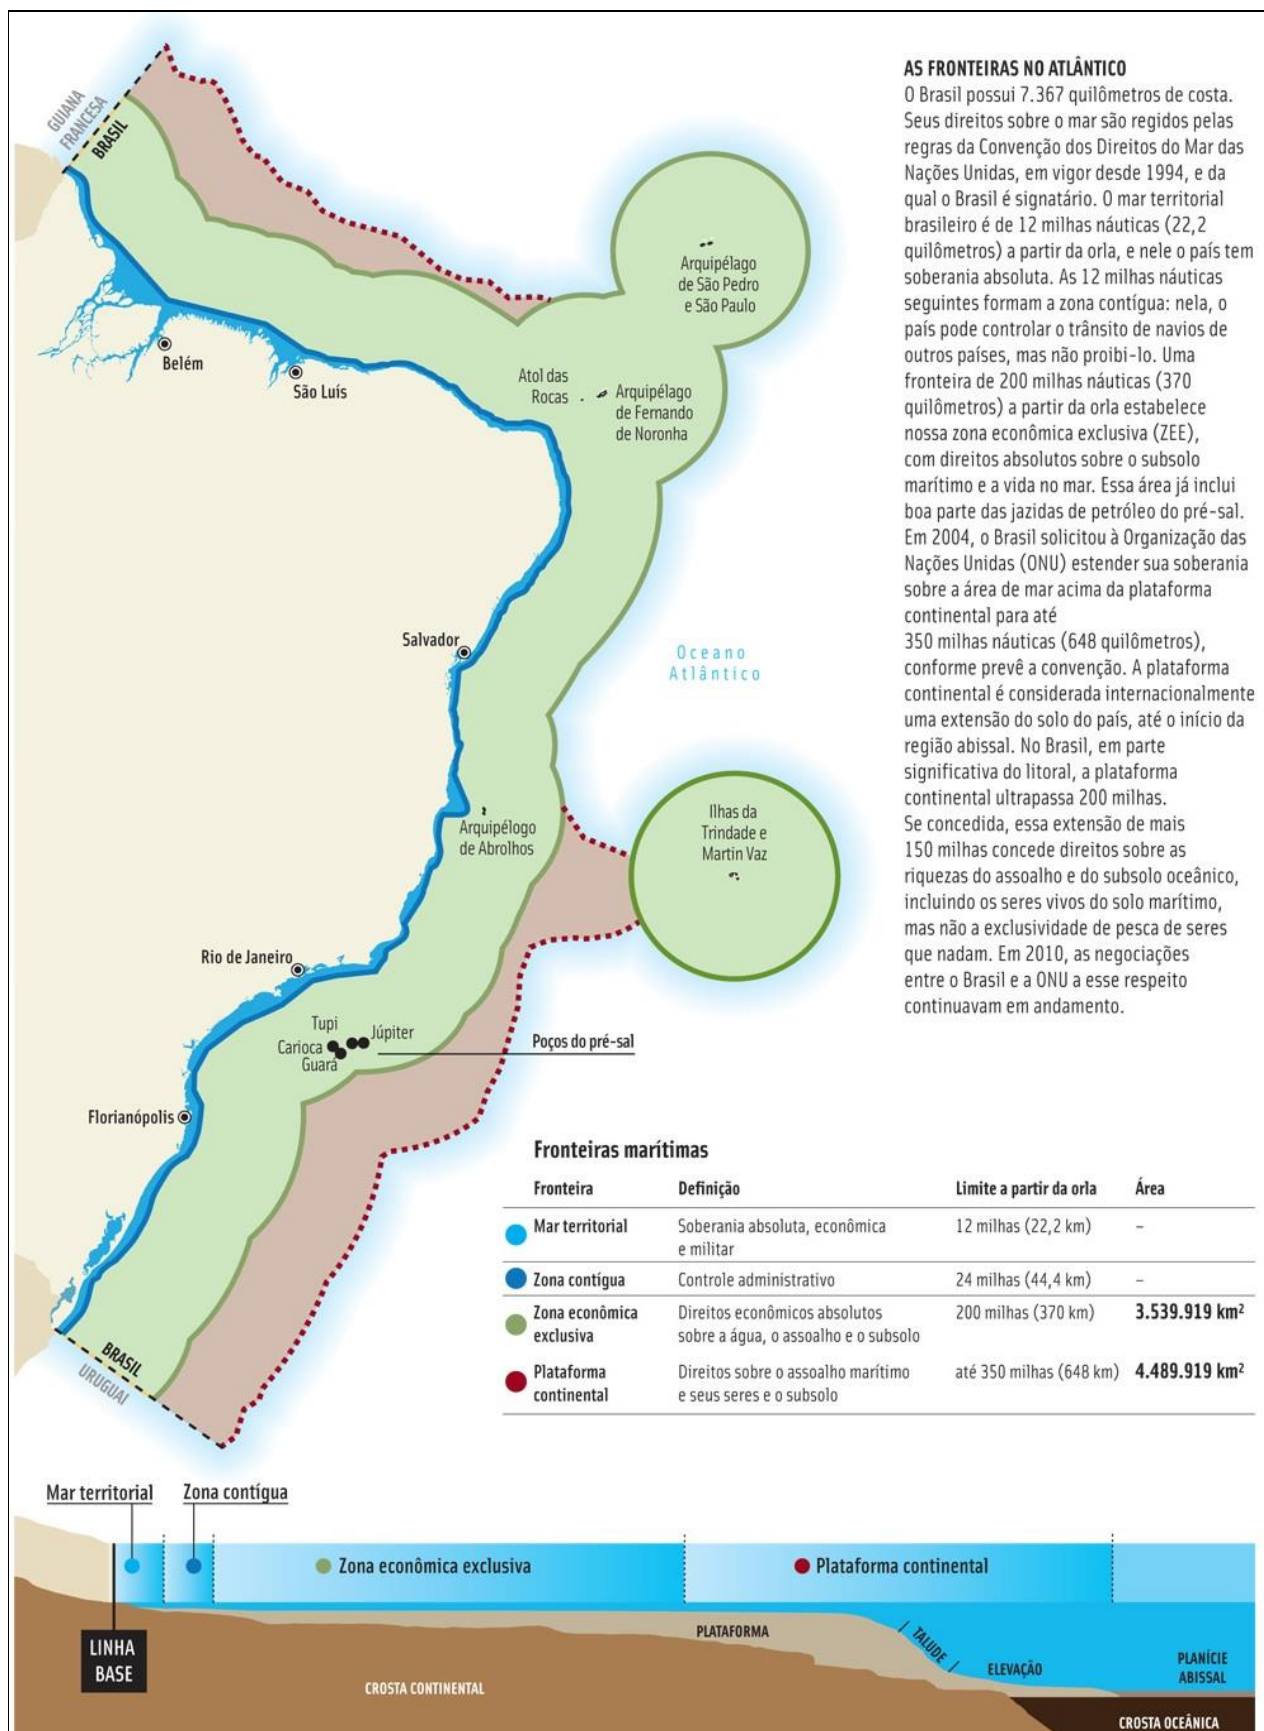 AS FRONTEIRAS NO ATLÂNTICO
O Brasil possui 7.367 quilômetros de costa.
Seus direitos sobre o mar são regidos pelas
regras da Convenção dos Direitos do Mar das
Nações Unidas, em vigor desde 1994, e da
qual o Brasil é signatário. O mar territorial
brasileiro é de 12 milhas náuticas (22,2
quilômetros) a partir da orla, e nele o país tem
soberania absoluta. As 12 milhas náuticas
seguintes formam a zona contígua: nela, o
país pode controlar o trânsito de navios de
outros países, mas não proibi-lo. Uma
fronteira de 200 milhas náuticas (370
quilômetros) a partir da orla estabelece
nossa zona econômica exclusiva (ZEE),
com direitos absolutos sobre o subsolo
marítimo e a vida no mar. Essa área já inclui
boa parte das jazidas de petróleo do pré-sal.
Em 2004, o Brasil solicitou à Organização das
Nações Unidas (ONU) estender sua soberania
sobre a área de mar acima da plataforma
continental para até
350 milhas náuticas (648 quilômetros),
conforme prevê a convenção. A plataforma
continental é considerada internacionalmente
uma extensão do solo do país, até o início da
região abissal. No Brasil, em parte
significativa do litoral, a plataforma
continental ultrapassa 200 milhas.
Se concedida, essa extensão de mais
150 milhas concede direitos sobre as
riquezas do assoalho e do subsolo oceânico,
incluindo os seres vivos do solo marítimo,
mas não a exclusividade de pesca de seres
que nadam. Em 2010, as negociações
entre o Brasil e a ONU a esse respeito
continuavam em andamento.
GUIANA
FRANCESA
BRASIL
Arquipélago
de São Pedro
e São Paulo
Belém
São Luís
Atol das
Rocas
Arquipélago
de Fernando
de Noronha
Salvador
Oceano
Atlântico
Arquipélogo
de Abrolhos
Ilhas da
Trindade e
Martin Vaz
Rio de Janeiro
Tupi
Júpiter
Carioca
Guará
Poços do pré-sal
Florianópolis
BRASIL
URUGUAI
Fronteiras marítimas
Fronteira Definição Limite a partir da orla Área
Mar territorial Soberania absoluta, econômica 12 milhas (22,2 km) –
e militar
Zona contígua Controle administrativo 24 milhas (44,4 km) –
Zona econômica Direitos econômicos absolutos 200 milhas (370 km) 3.539.919 km²
exclusiva sobre a água, o assoalho e o subsolo
Plataforma Direitos sobre o assoalho marítimo até 350 milhas (648 km) 4.489.919 km²
continental e seus seres e o subsolo
Mar territorial Zona contígua
Zona econômica exclusiva Plataforma continental
LINHA
BASE
PLATAFORMA
TALUDE
ELEVAÇÃO
PLANÍCIE
ABISSAL
CROSTA CONTINENTAL
CROSTA OCEÂNICA